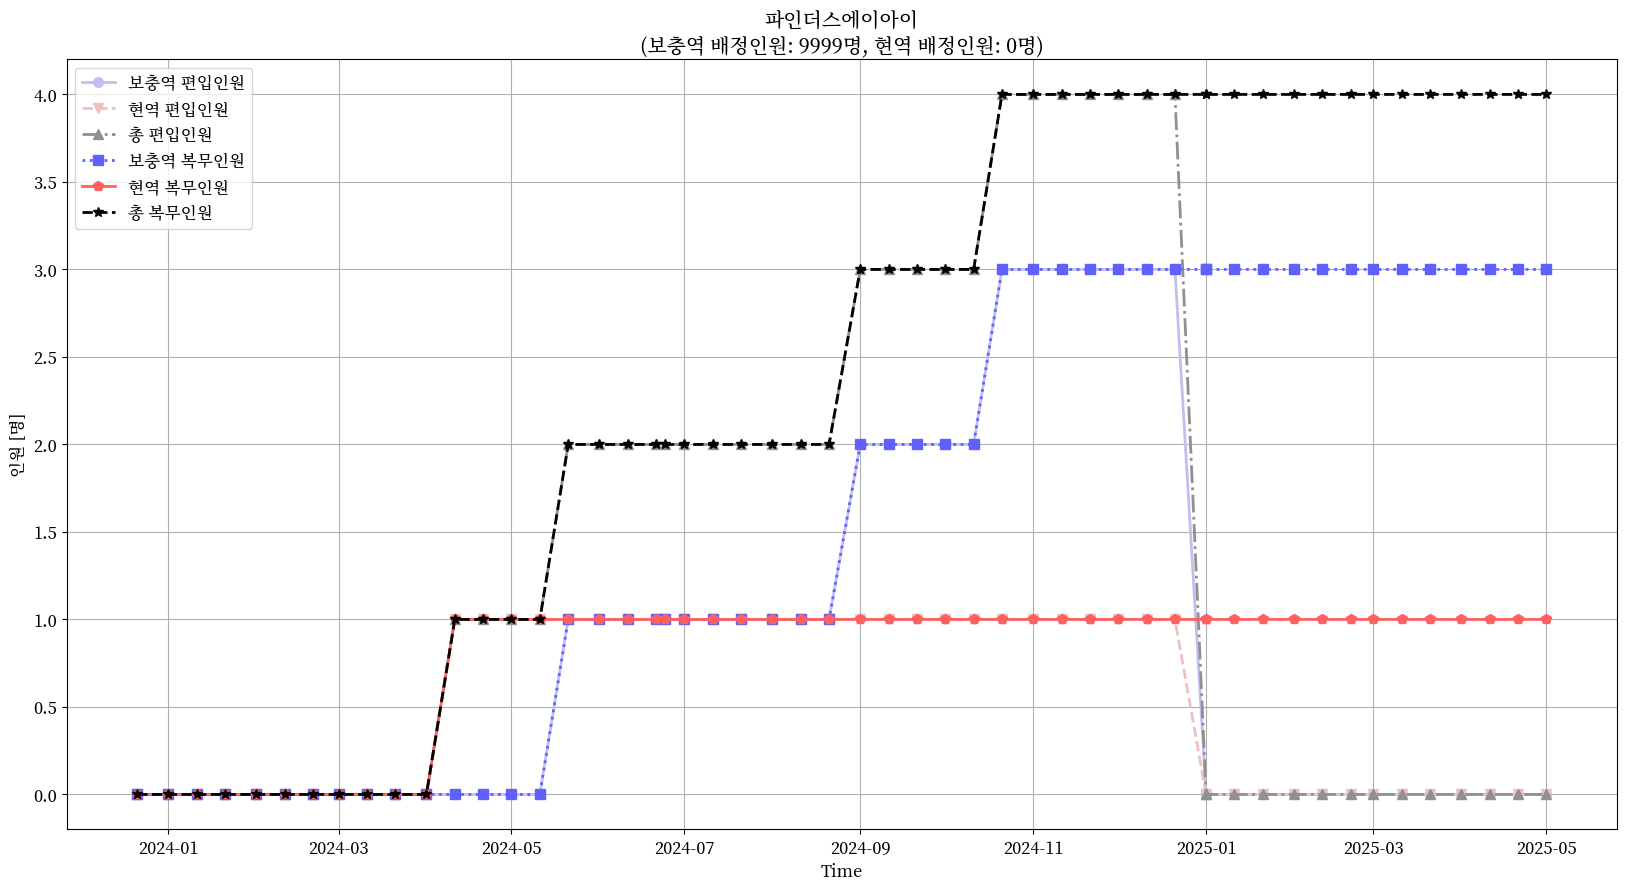 파인더스에이아이
(보충역 배정인원: 9999명, 현역 배정인원: 0명)
보충역 편입인원
현역 편입인원
총 편입인원
보충역 복무인원
현역 복무인원
총 복무인원
인원 [명]
4.0
3.5
3.0
2.5
2.0
1.5
1.0
0.5
0.0
2024-01 2024-03 2024-05 2024-07 2024-09 2024-11 2025-01 2025-03 2025-05
Time